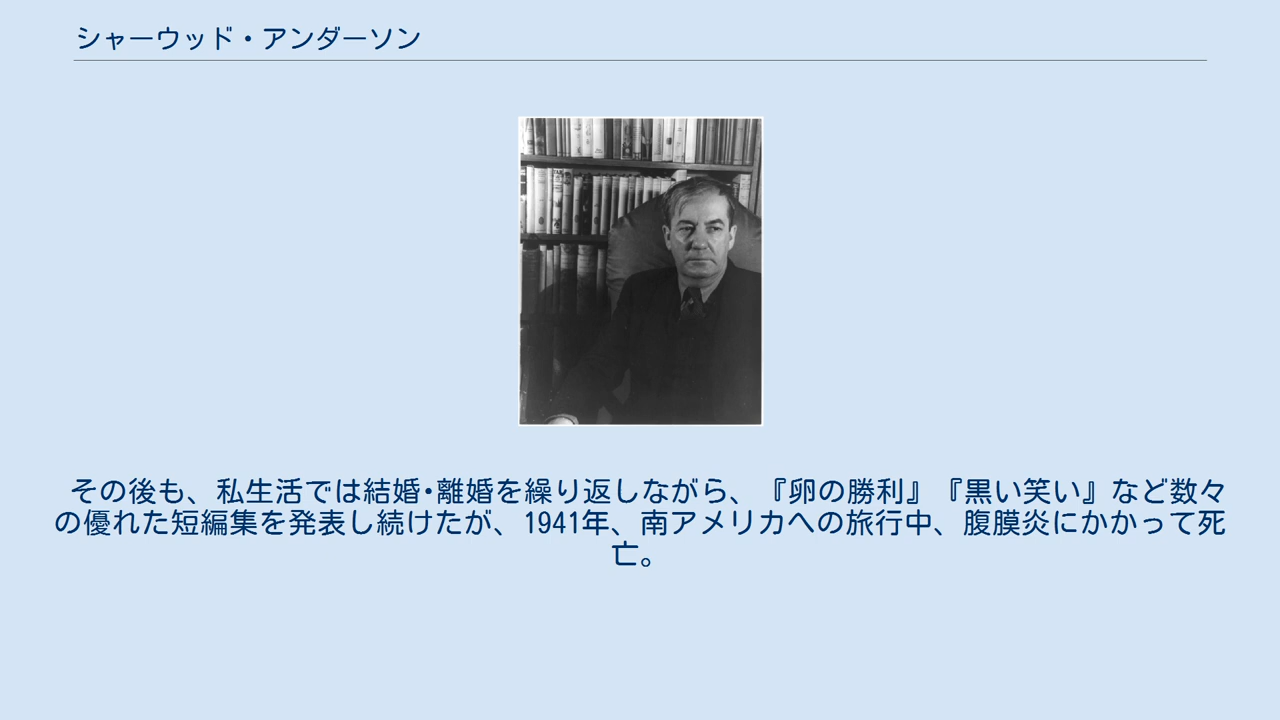 シャーウッド・アンダーソン
その後も、私生活では結婚・離婚を繰り返しながら、『卵の勝利』『黒い笑い』など数々
の優れた短編集を発表し続けたが、1941年、南アメリカへの旅行中、腹膜炎にかかって死
亡。